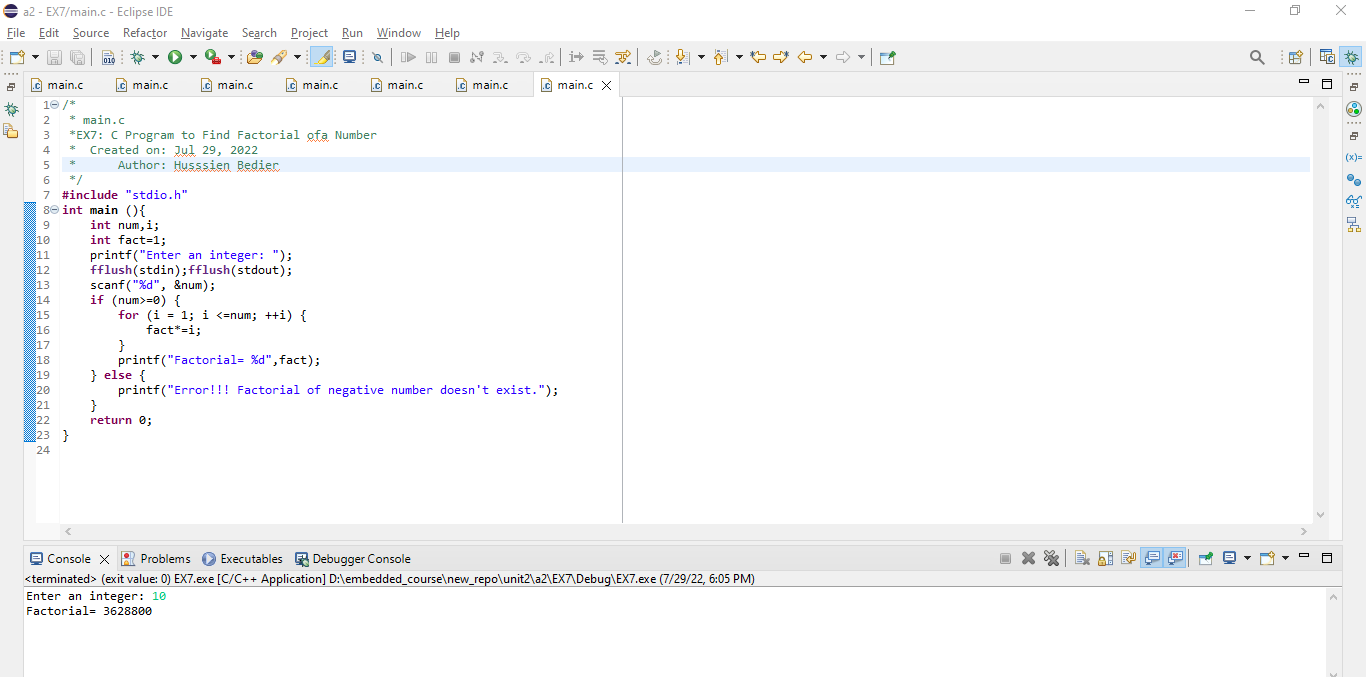 a2 - EX7/main.c - Eclipse IDE
File Edit Source Refactor Navigate Search Project Run Window Help
main.c main.c main.c main.c main.c main.c main.c
1 /*
2  * main.c
3  *EX7: C Program to Find Factorial ofa Number
4  *  Created on: Jul 29, 2022
5  *      Author: Husssien Bedier
6  */
7 #include "stdio.h"
8 int main (){
9     int num,i;
10     int fact=1;
11     printf("Enter an integer: ");
12     fflush(stdin);fflush(stdout);
13     scanf("%d", &num);
14     if (num>=0) {
15         for (i = 1; i <=num; ++i) {
16             fact*=i;
17         }
18         printf("Factorial= %d",fact);
19     } else {
20         printf("Error!!! Factorial of negative number doesn't exist.");
21     }
22     return 0;
23 }
24
Console Problems Executables Debugger Console
<terminated> (exit value: 0) EX7.exe [C/C++ Application] D:\embedded_course\new_repo\unit2\a2\EX7\Debug\EX7.exe (7/29/22, 6:05 PM)
Enter an integer: 10
Factorial= 3628800